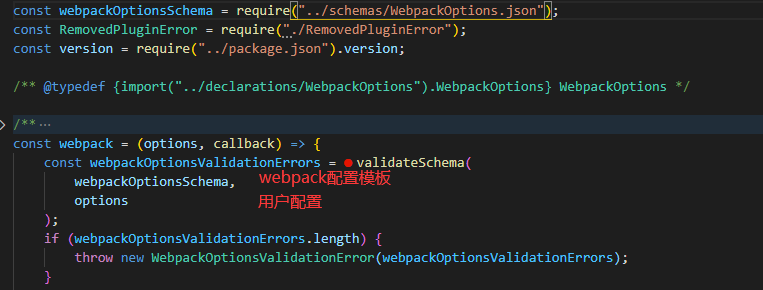 const webpackOptionsSchema = require("../schemas/WebpackOptions.json");
const RemovedPluginError = require("./RemovedPluginError");
const version = require("../package.json").version;
/** @typedef {import("../declarations/WebpackOptions").WebpackOptions} WebpackOptions */
/**…
const webpack = (options, callback) => {
const webpackOptionsValidationErrors = validateSchema(
webpackOptionsSchema, webpack配置模板
options 用户配置
);
if (webpackOptionsValidationErrors.length) {
throw new WebpackOptionsValidationError(webpackOptionsValidationErrors);
}